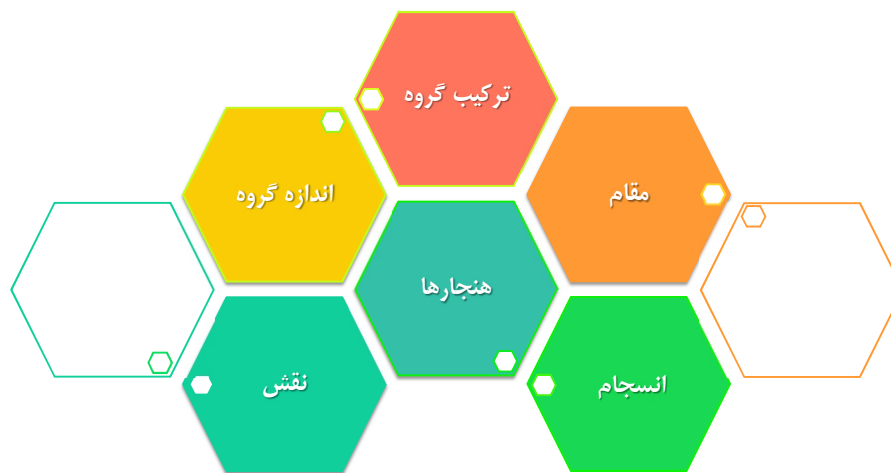 ترکیب گروه
مقام
اندازه گروه
هنجارها
انسجام
نقش